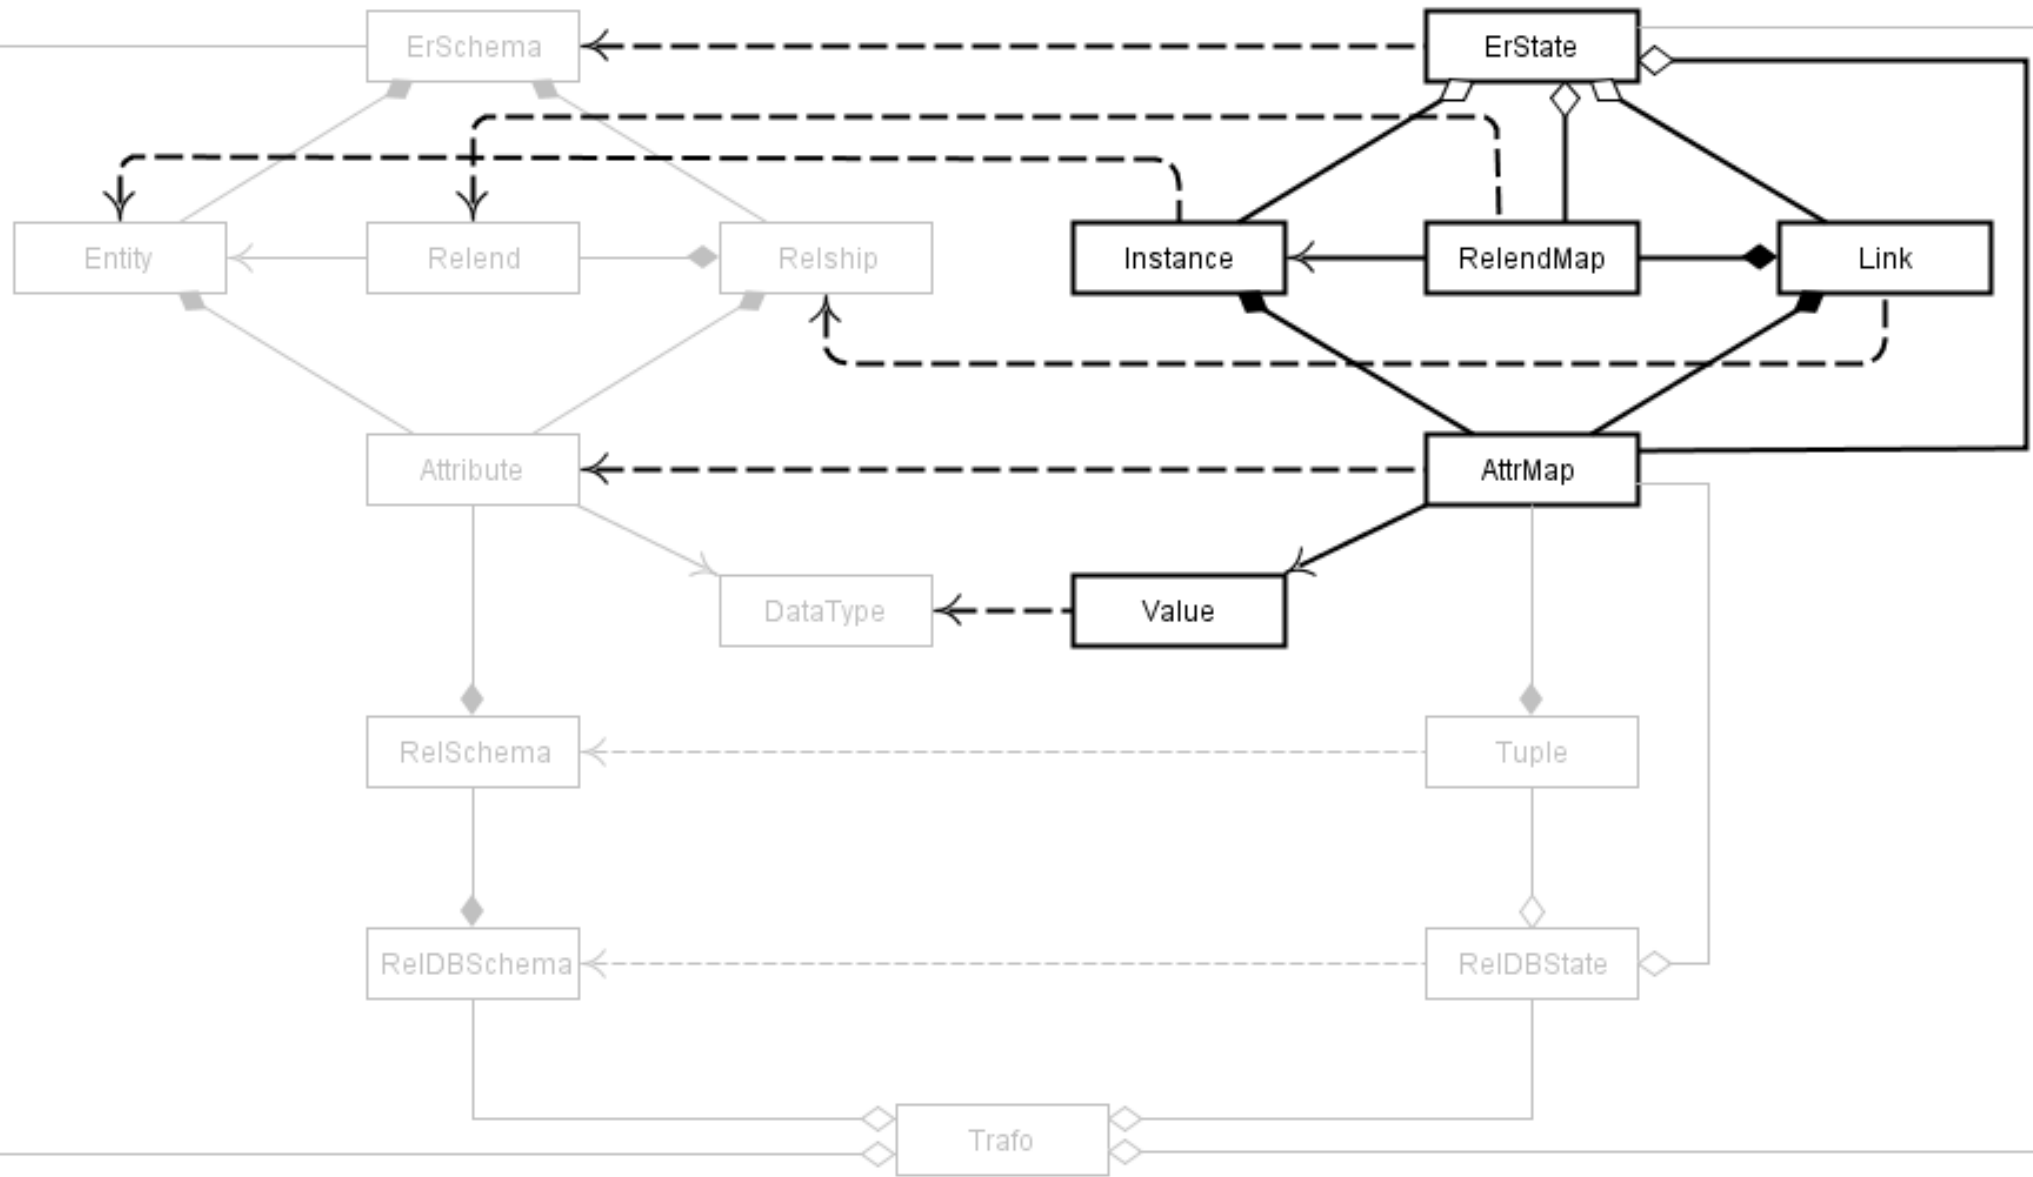 ErSchema
ErState
Entity
Relend
Relship
Instance
RelendMap
Link
Attribute
AttrMap
DataType
Value
RelSchema
Tuple
RelDBSchema
RelDBState
Trafo